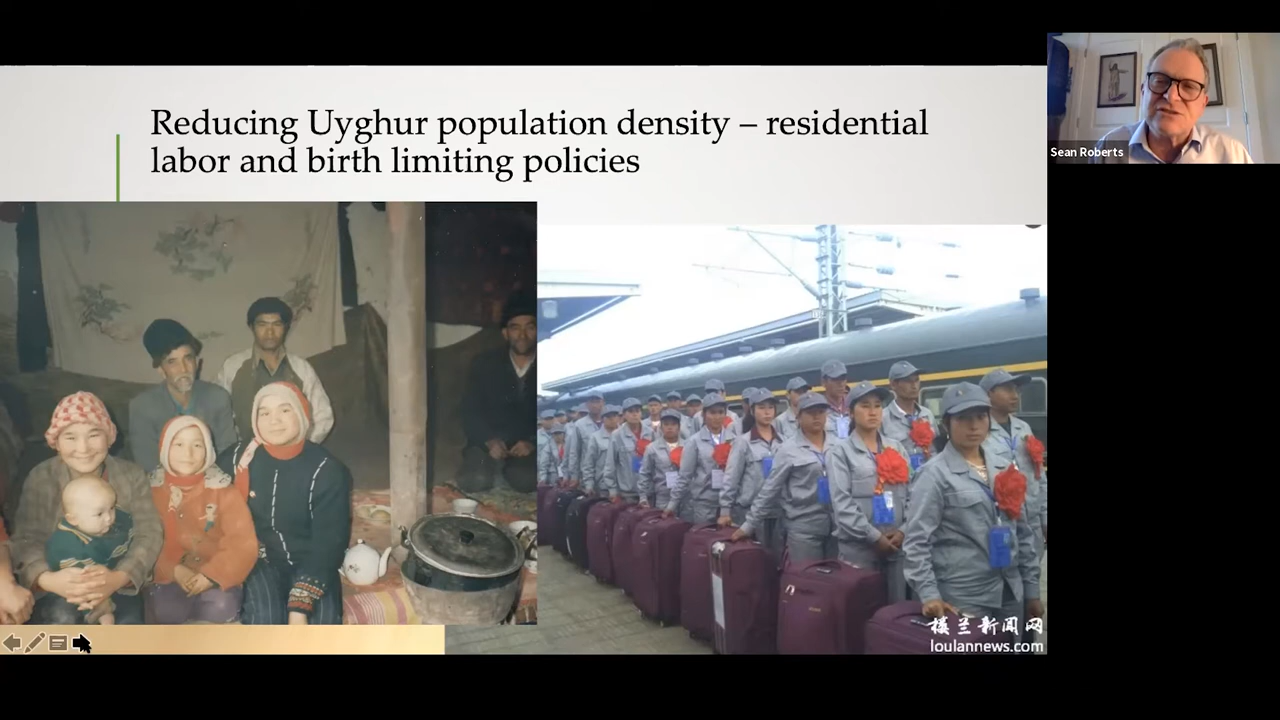 Reducing Uyghur population density – residential
labor and birth limiting policies
Sean Roberts
楼兰新闻网
loulannews.com